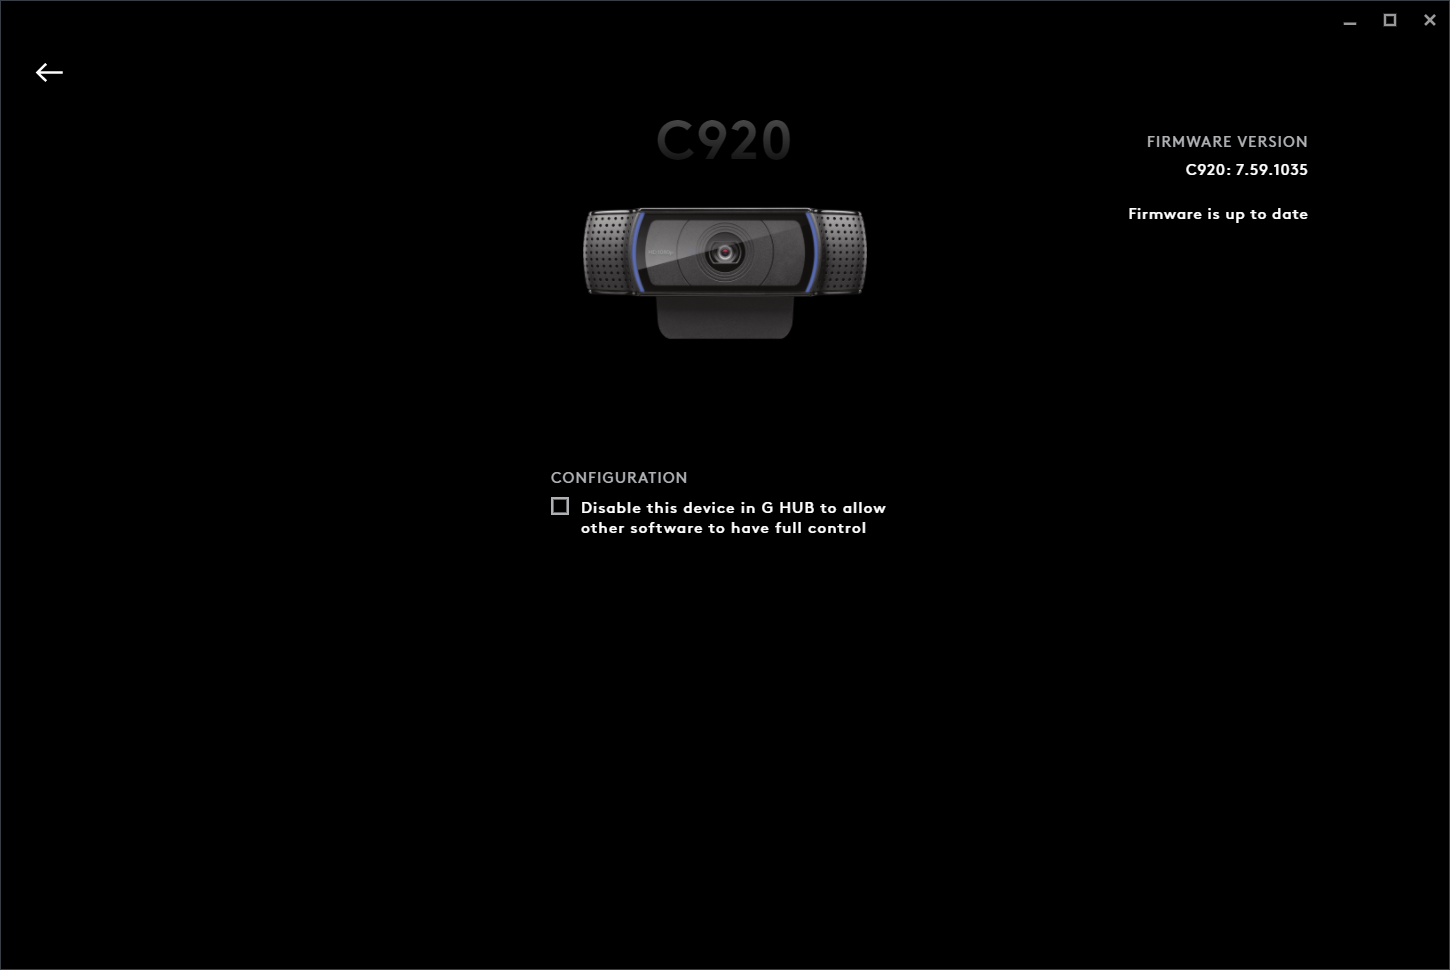 C920
FIRMWARE VERSION
C920: 7.59.1035
Firmware is up to date
CONFIGURATION
Disable this device in G HUB to allow
other software to have full control